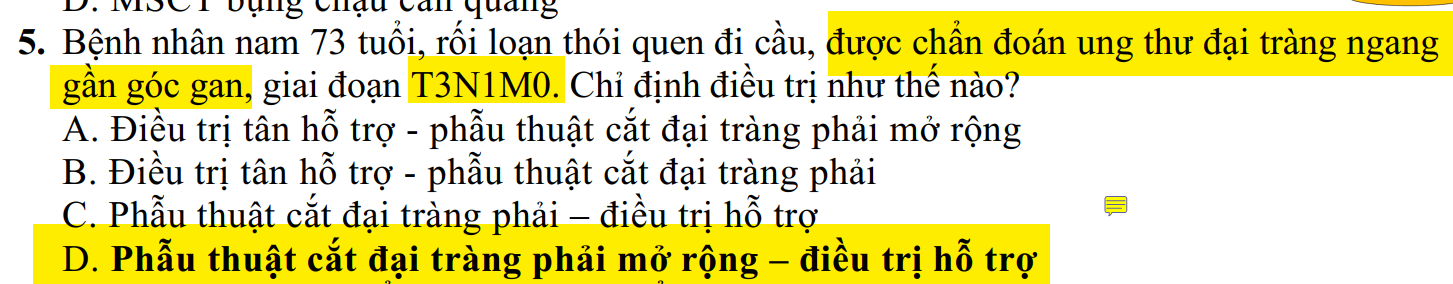 D. MSCT bụng chậu cản quang
5. Bệnh nhân nam 73 tuổi, rối loạn thói quen đi cầu, được chẩn đoán ung thư đại tràng ngang
gần góc gan, giai đoạn T3N1M0. Chỉ định điều trị như thế nào?
A. Điều trị tân hỗ trợ - phẫu thuật cắt đại tràng phải mở rộng
B. Điều trị tân hỗ trợ - phẫu thuật cắt đại tràng phải
C. Phẫu thuật cắt đại tràng phải – điều trị hỗ trợ
D. Phẫu thuật cắt đại tràng phải mở rộng – điều trị hỗ trợ